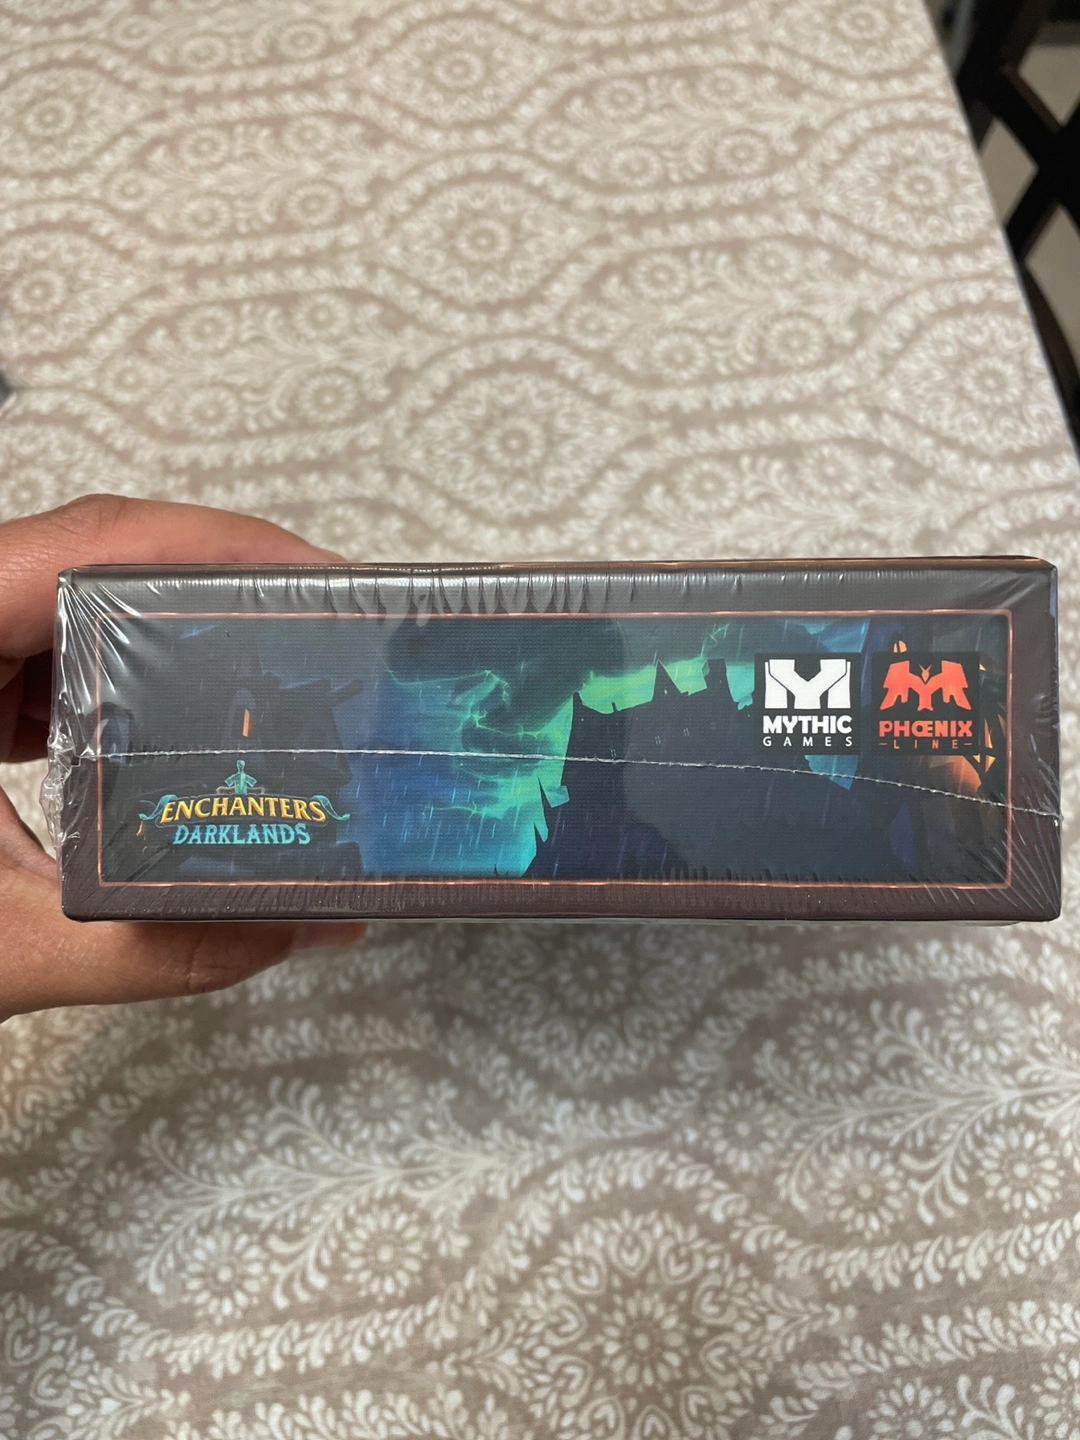 ENCHANTERS
DARKLANDS
MYTHIC
GAMES
PHŒNIX
LINE